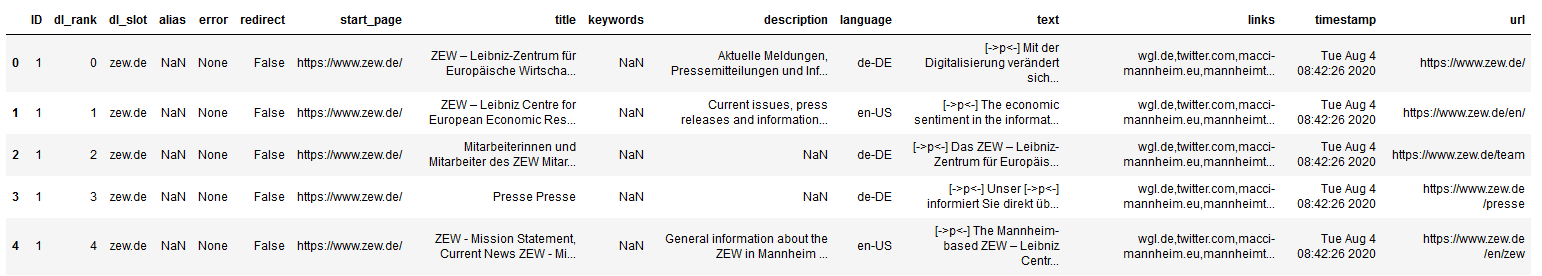 ID dl_rank dl_slot alias error redirect start_page title keywords description language text links timestamp url
0 1 0 zew.de NaN None False https://www.zew.de/ ZEW – Leibniz-Zentrum für Europäische Wirtscha... NaN Aktuelle Meldungen, Pressemitteilungen und Inf... de-DE [->p<-] Mit der Digitalisierung verändert sich... wgl.de,twitter.com,macci-mannheim.eu,mannheimt... Tue Aug 4 08:42:26 2020 https://www.zew.de/
1 1 1 zew.de NaN None False https://www.zew.de/ ZEW – Leibniz Centre for European Economic Res... NaN Current issues, press releases and information... en-US [->p<-] The economic sentiment in the informat... wgl.de,twitter.com,macci-mannheim.eu,mannheimt... Tue Aug 4 08:42:26 2020 https://www.zew.de/en/
2 1 2 zew.de NaN None False https://www.zew.de/ Mitarbeiterinnen und Mitarbeiter des ZEW Mitar... NaN NaN de-DE [->p<-] Das ZEW – Leibniz-Zentrum für Europäis... wgl.de,twitter.com,macci-mannheim.eu,mannheimt... Tue Aug 4 08:42:26 2020 https://www.zew.de/team
3 1 3 zew.de NaN None False https://www.zew.de/ Presse Presse NaN NaN de-DE [->p<-] Unser [->p<-] informiert Sie direkt üb... wgl.de,twitter.com,macci-mannheim.eu,mannheimt... Tue Aug 4 08:42:26 2020 https://www.zew.de/presse
4 1 4 zew.de NaN None False https://www.zew.de/ ZEW - Mission Statement, Current News ZEW - Mi... NaN General information about the ZEW in Mannheim ... en-US [->p<-] The Mannheim-based ZEW – Leibniz Centr... wgl.de,twitter.com,macci-mannheim.eu,mannheimt... Tue Aug 4 08:42:26 2020 https://www.zew.de/en/zew